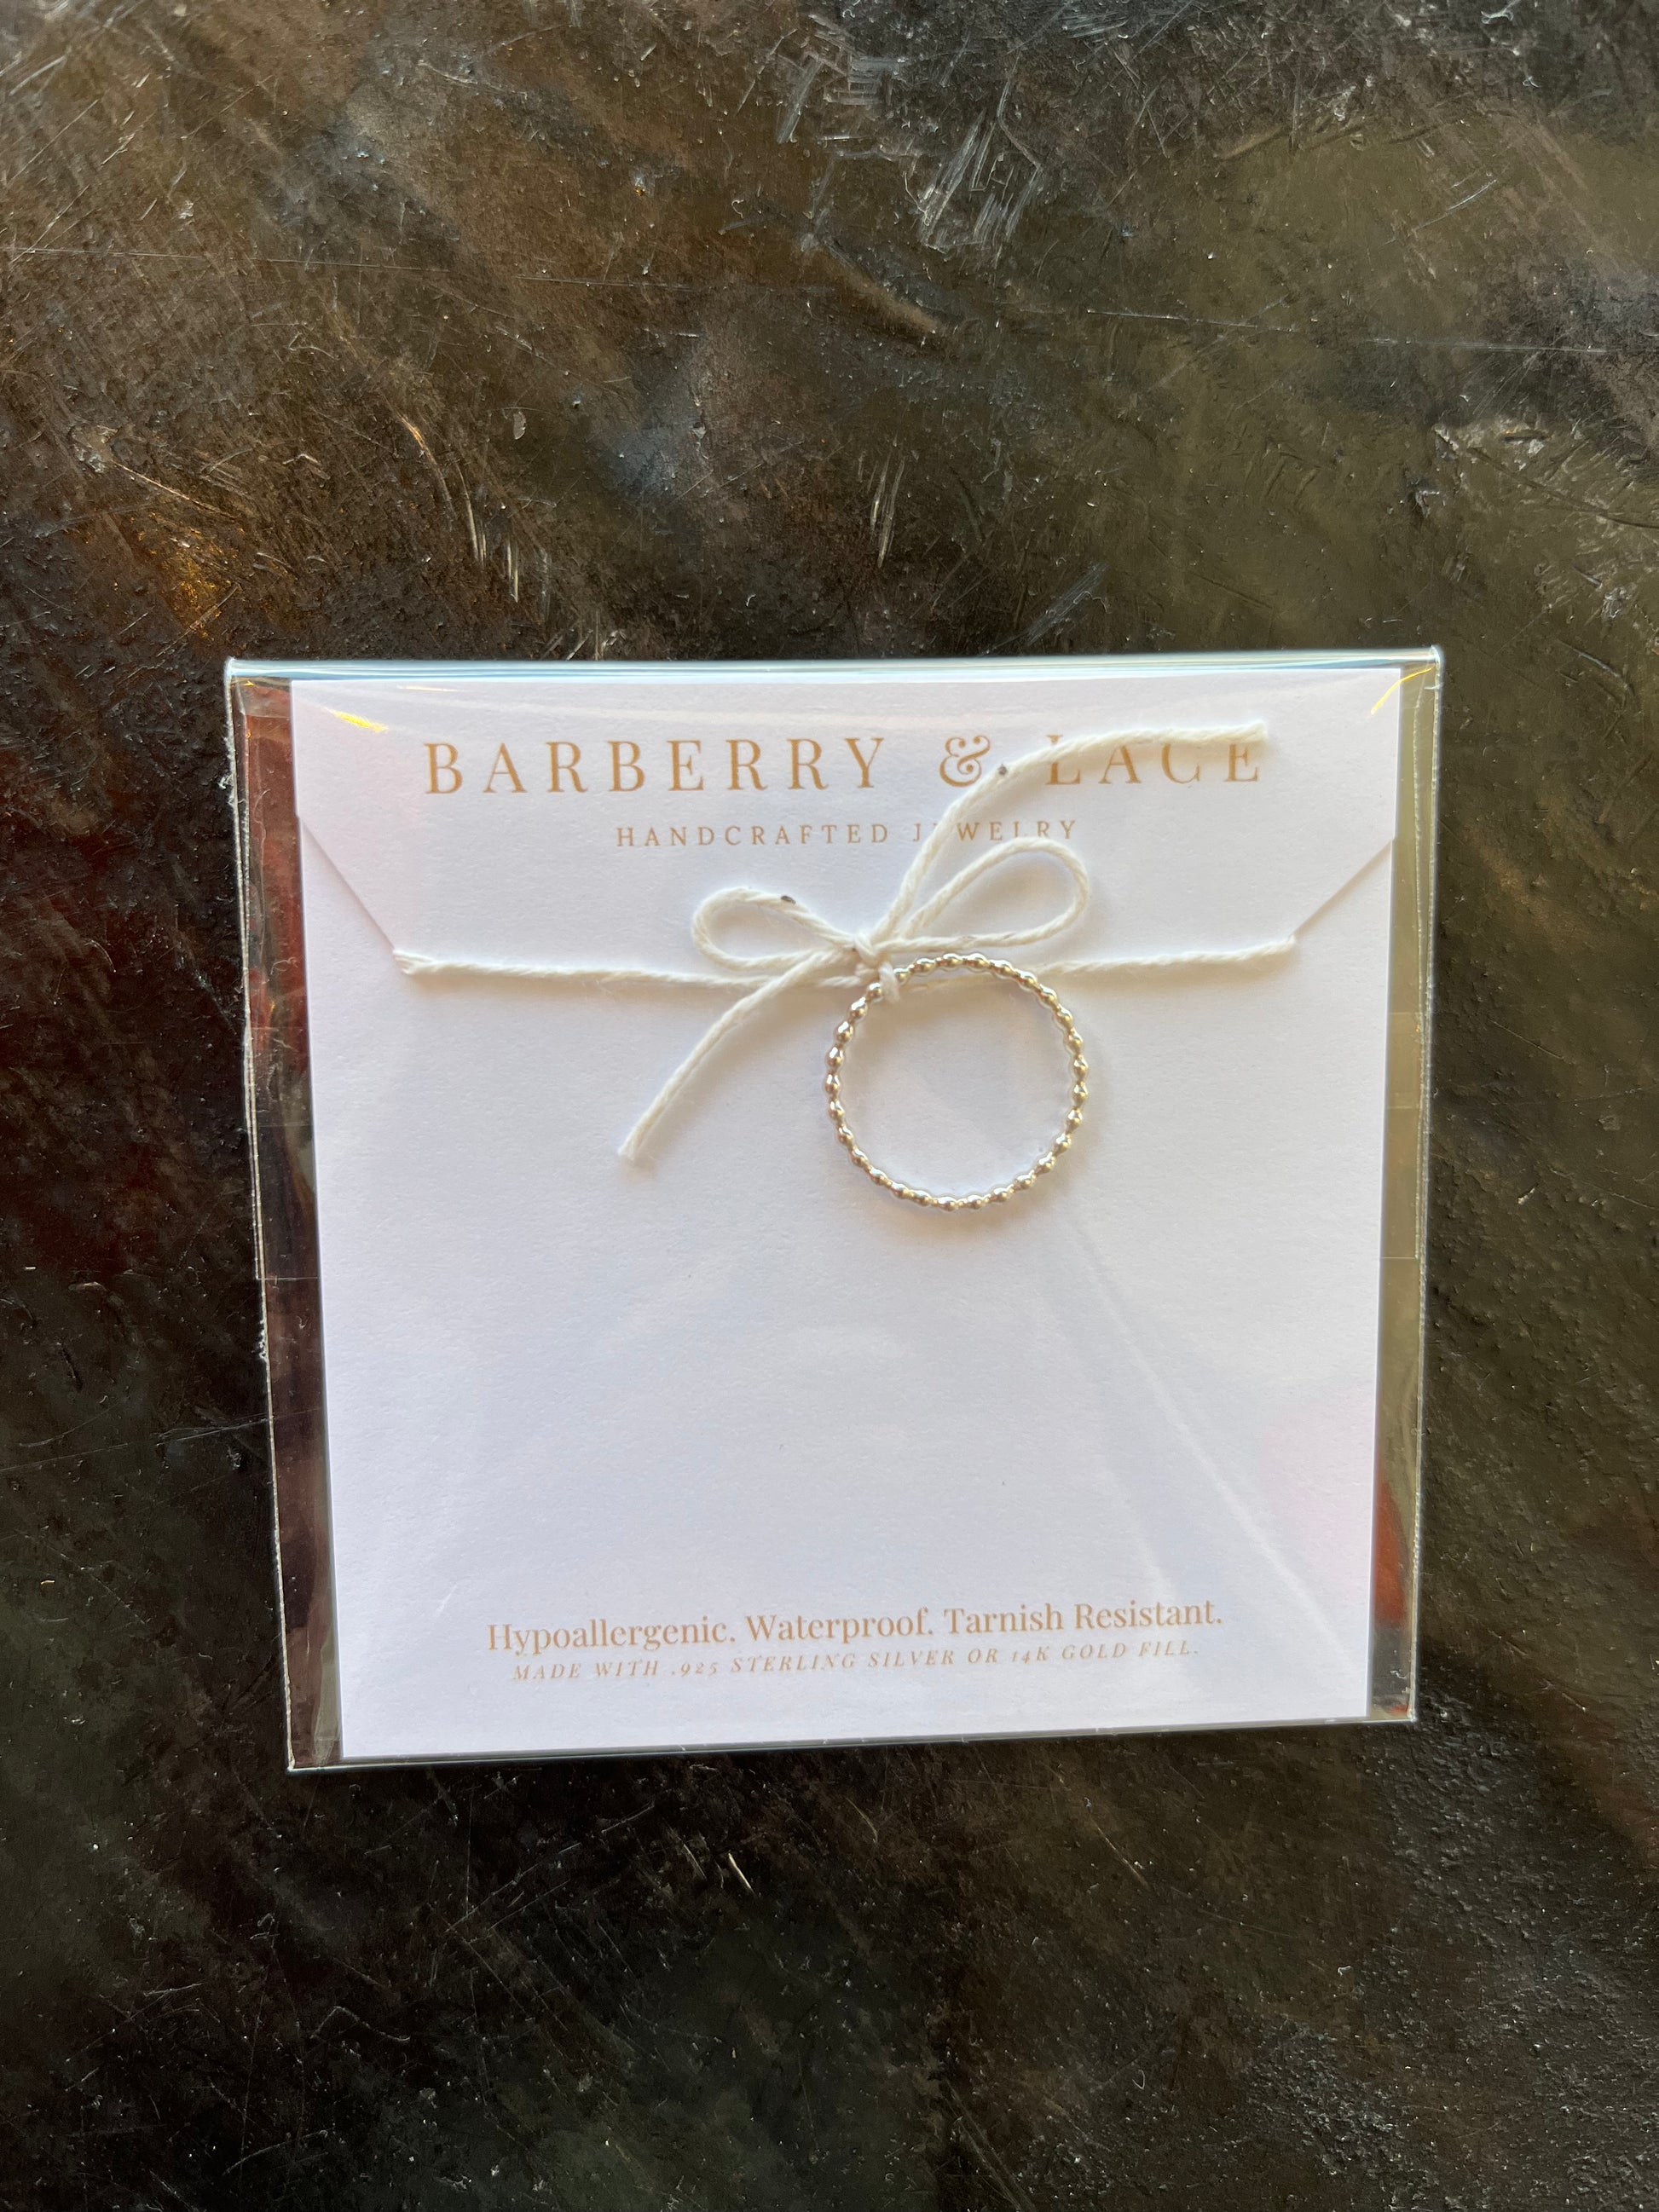 BARBERRY & LACE
HANDCRAFTED JEWELRY
Hypoallergenic. Waterproof. Tarnish Resistant.
MADE WITH .925 STERLING SILVER OR 14K GOLD FILL.